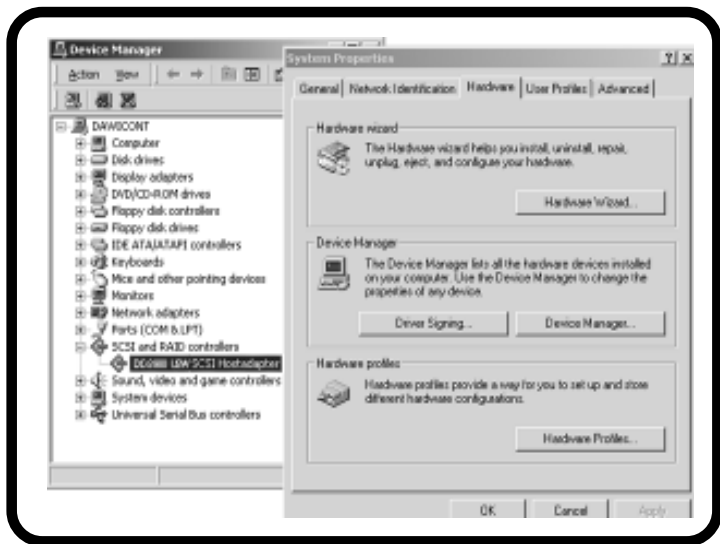 Device Manager
Action View
DAWICONT
Computer
Disk drives
Display adapters
DVD/CD-ROM drives
Floppy disk controllers
Floppy disk drives
IDE ATA/ATAPI controllers
Keyboards
Mice and other pointing devices
Monitors
Network adapters
Ports (COM & LPT)
SCSI and RAID controllers
UW SCSI Hostadapter
Sound, video and game controllers
System devices
Universal Serial Bus controllers
System Properties
General Network Identification Hardware User Profiles Advanced
Hardware wizard
The Hardware wizard helps you install, uninstall, repair,
unplug, eject, and configure your hardware.
Hardware Wizard...
Device Manager
The Device Manager lists all the hardware devices installed
on your computer. Use the Device Manager to change the
properties of any device.
Driver Signing... Device Manager...
Hardware profiles
Hardware profiles provide a way for you to set up and store
different hardware configurations.
Hardware Profiles...
OK Cancel Apply